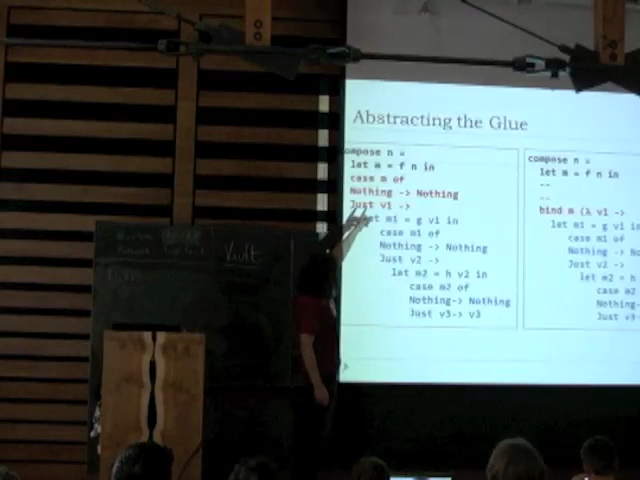 Abstracting the Glue
compose n =
let m = f n in
case m of
Nothing -> Nothing
Just v1 ->
let m1 = g v1 in
case m1 of
Nothing -> Nothing
Just v2 ->
let m2 = h v2 in
case m2 of
Nothing-> Nothing
Just v3-> v3
compose n =
let m = f n in
--
--
bind m (λ v1 ->
let m1 = g v1 in
case m1 of
Nothing -> No
Just v2 ->
let m2 = h
case m2
Nothing-
Just v3-
Vault